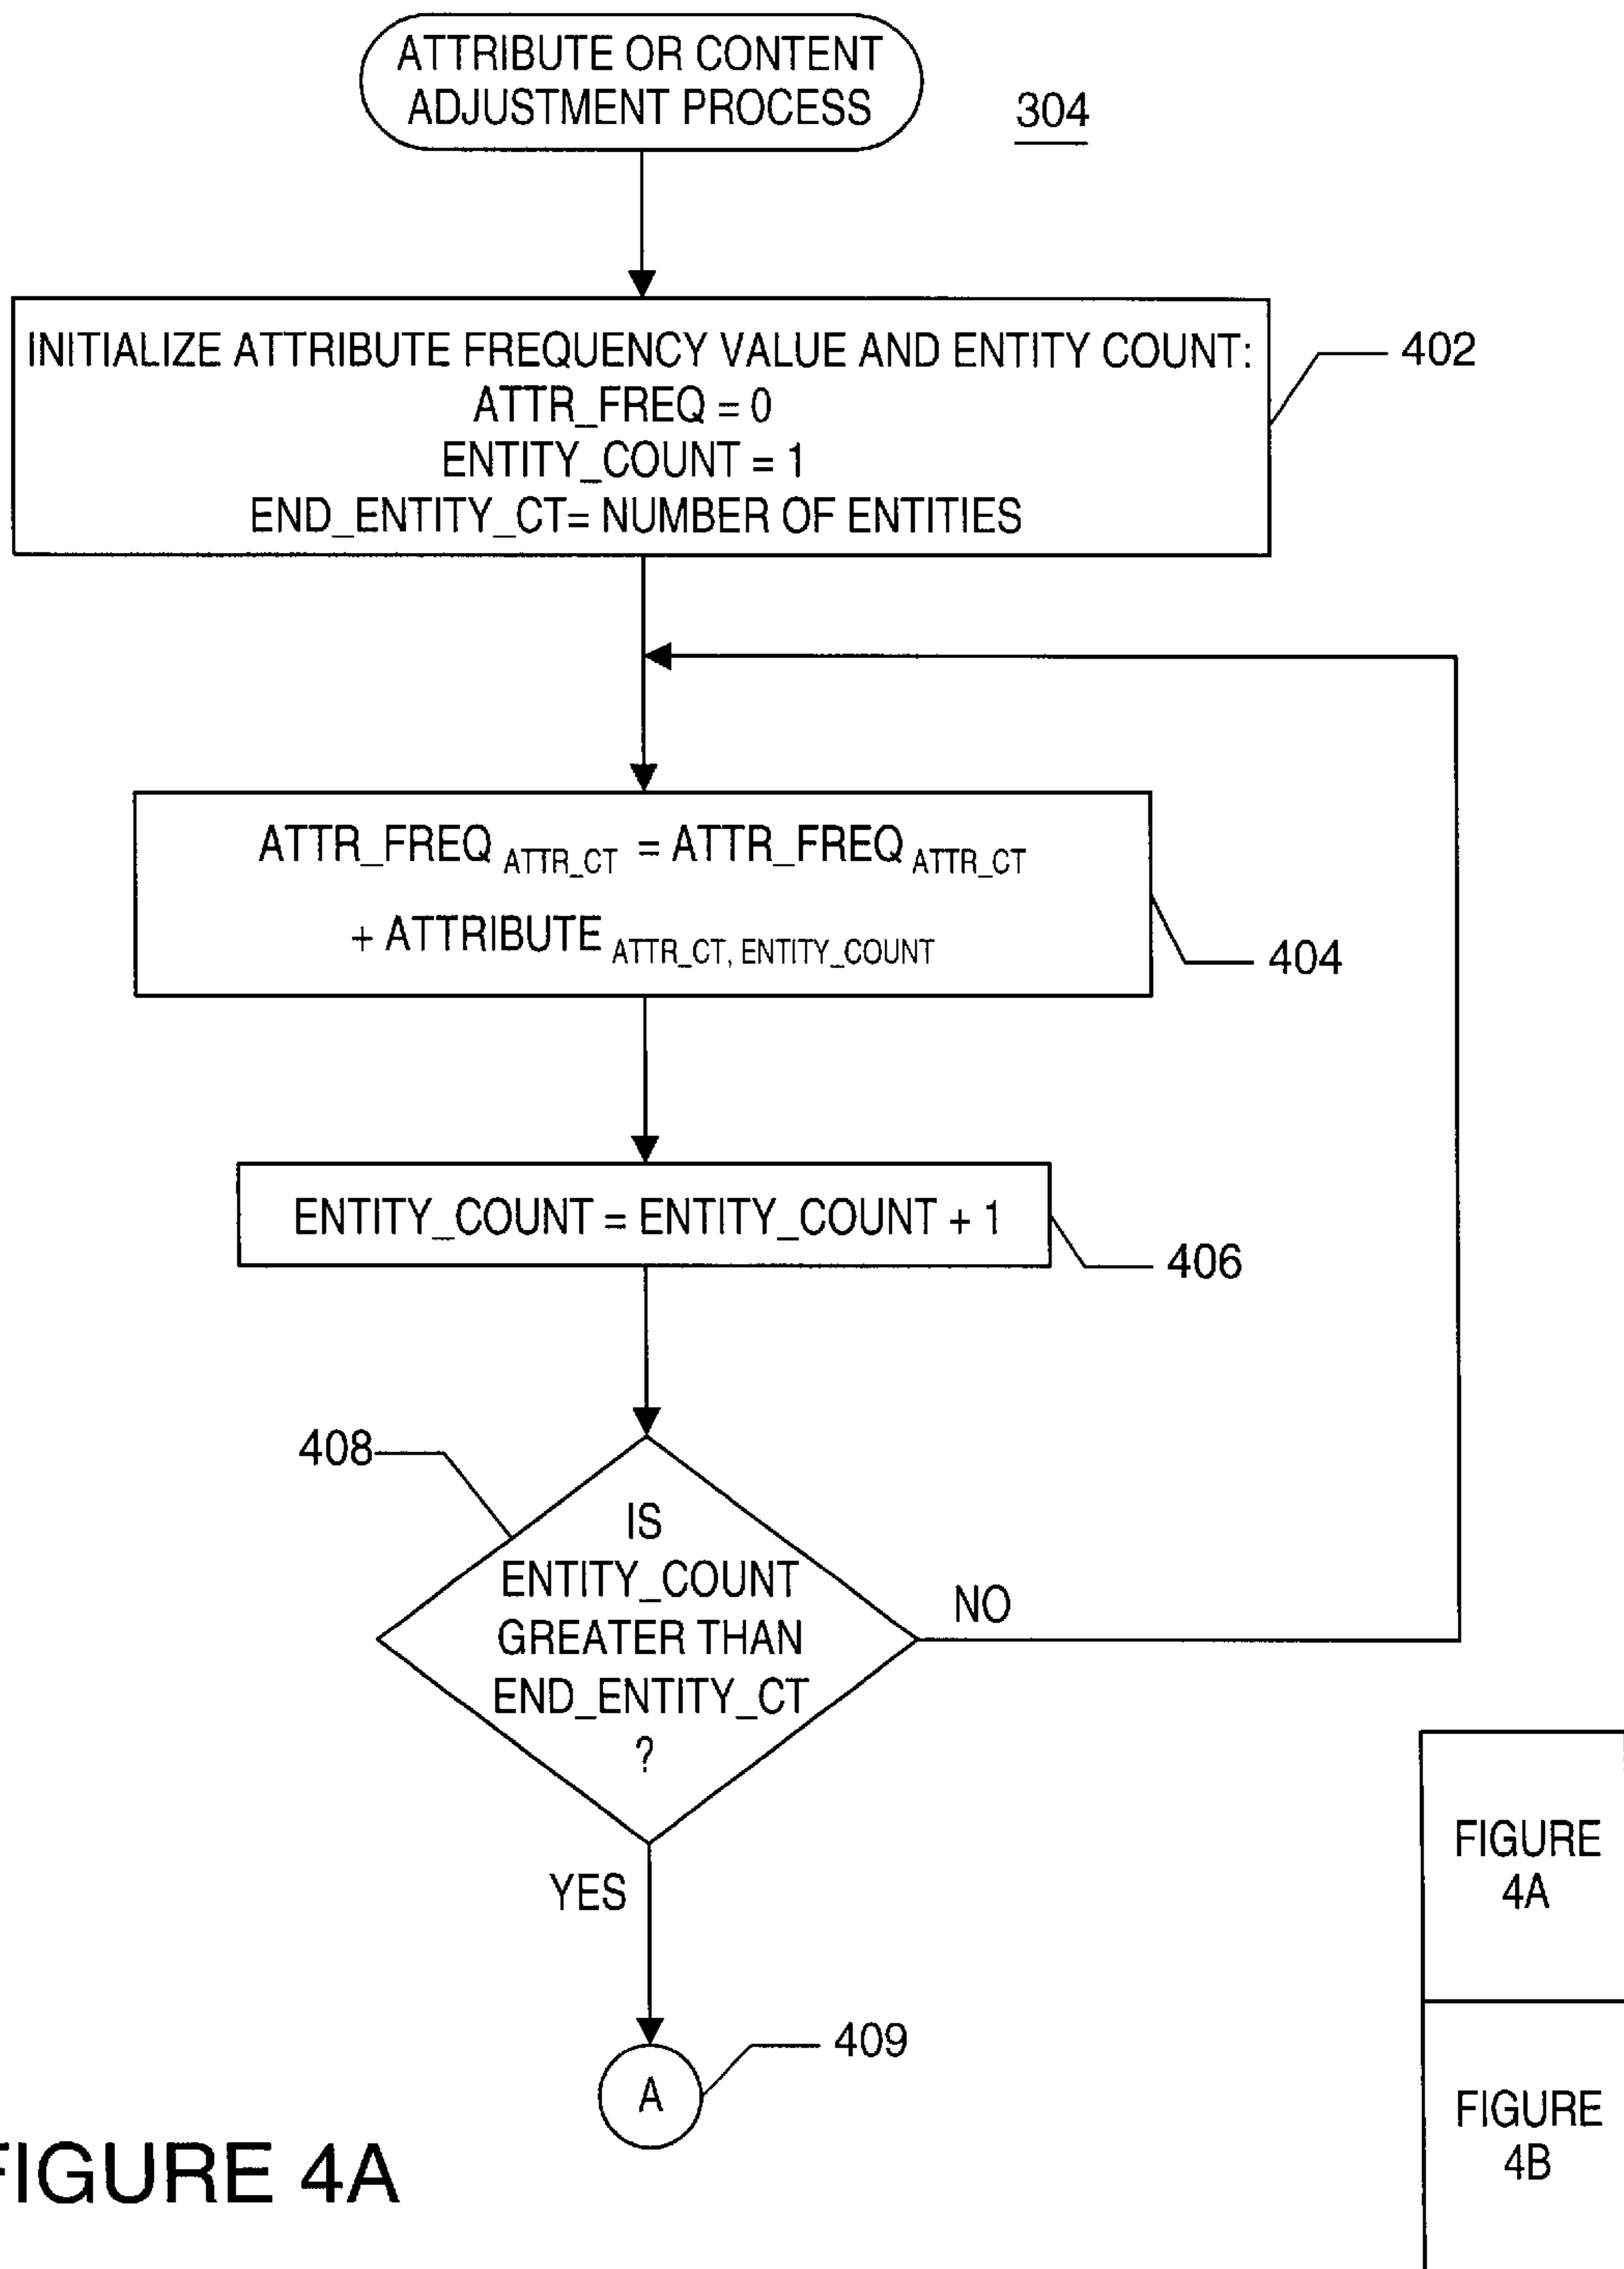 ATTRIBUTE OR CONTENT
ADJUSTMENT PROCESS
304
INITIALIZE ATTRIBUTE FREQUENCY VALUE AND ENTITY COUNT:
ATTR_FREQ = 0
ENTITY_COUNT = 1
END_ENTITY_CT= NUMBER OF ENTITIES
402
ATTR_FREQ ATTR_CT = ATTR_FREQ ATTR_CT
+ ATTRIBUTE ATTR_CT, ENTITY_COUNT
404
ENTITY_COUNT = ENTITY_COUNT + 1
406
408
IS
ENTITY_COUNT
GREATER THAN
END_ENTITY_CT
?
NO
YES
A
409
FIGURE
4A
FIGURE
4B
FIGURE 4A